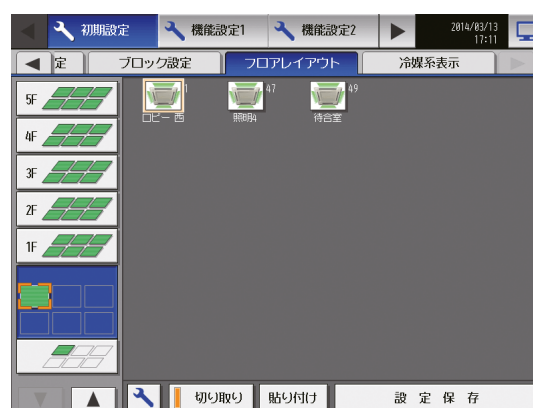 初期設定
機能設定1
機能設定2
2014/03/13
17:11
定
ブロック設定
フロアレイアウト
冷媒系表示
5F
4F
3F
2F
1F
1
ロビー 西
47
照明4
49
待合室
切り取り
貼り付け
設 定 保 存